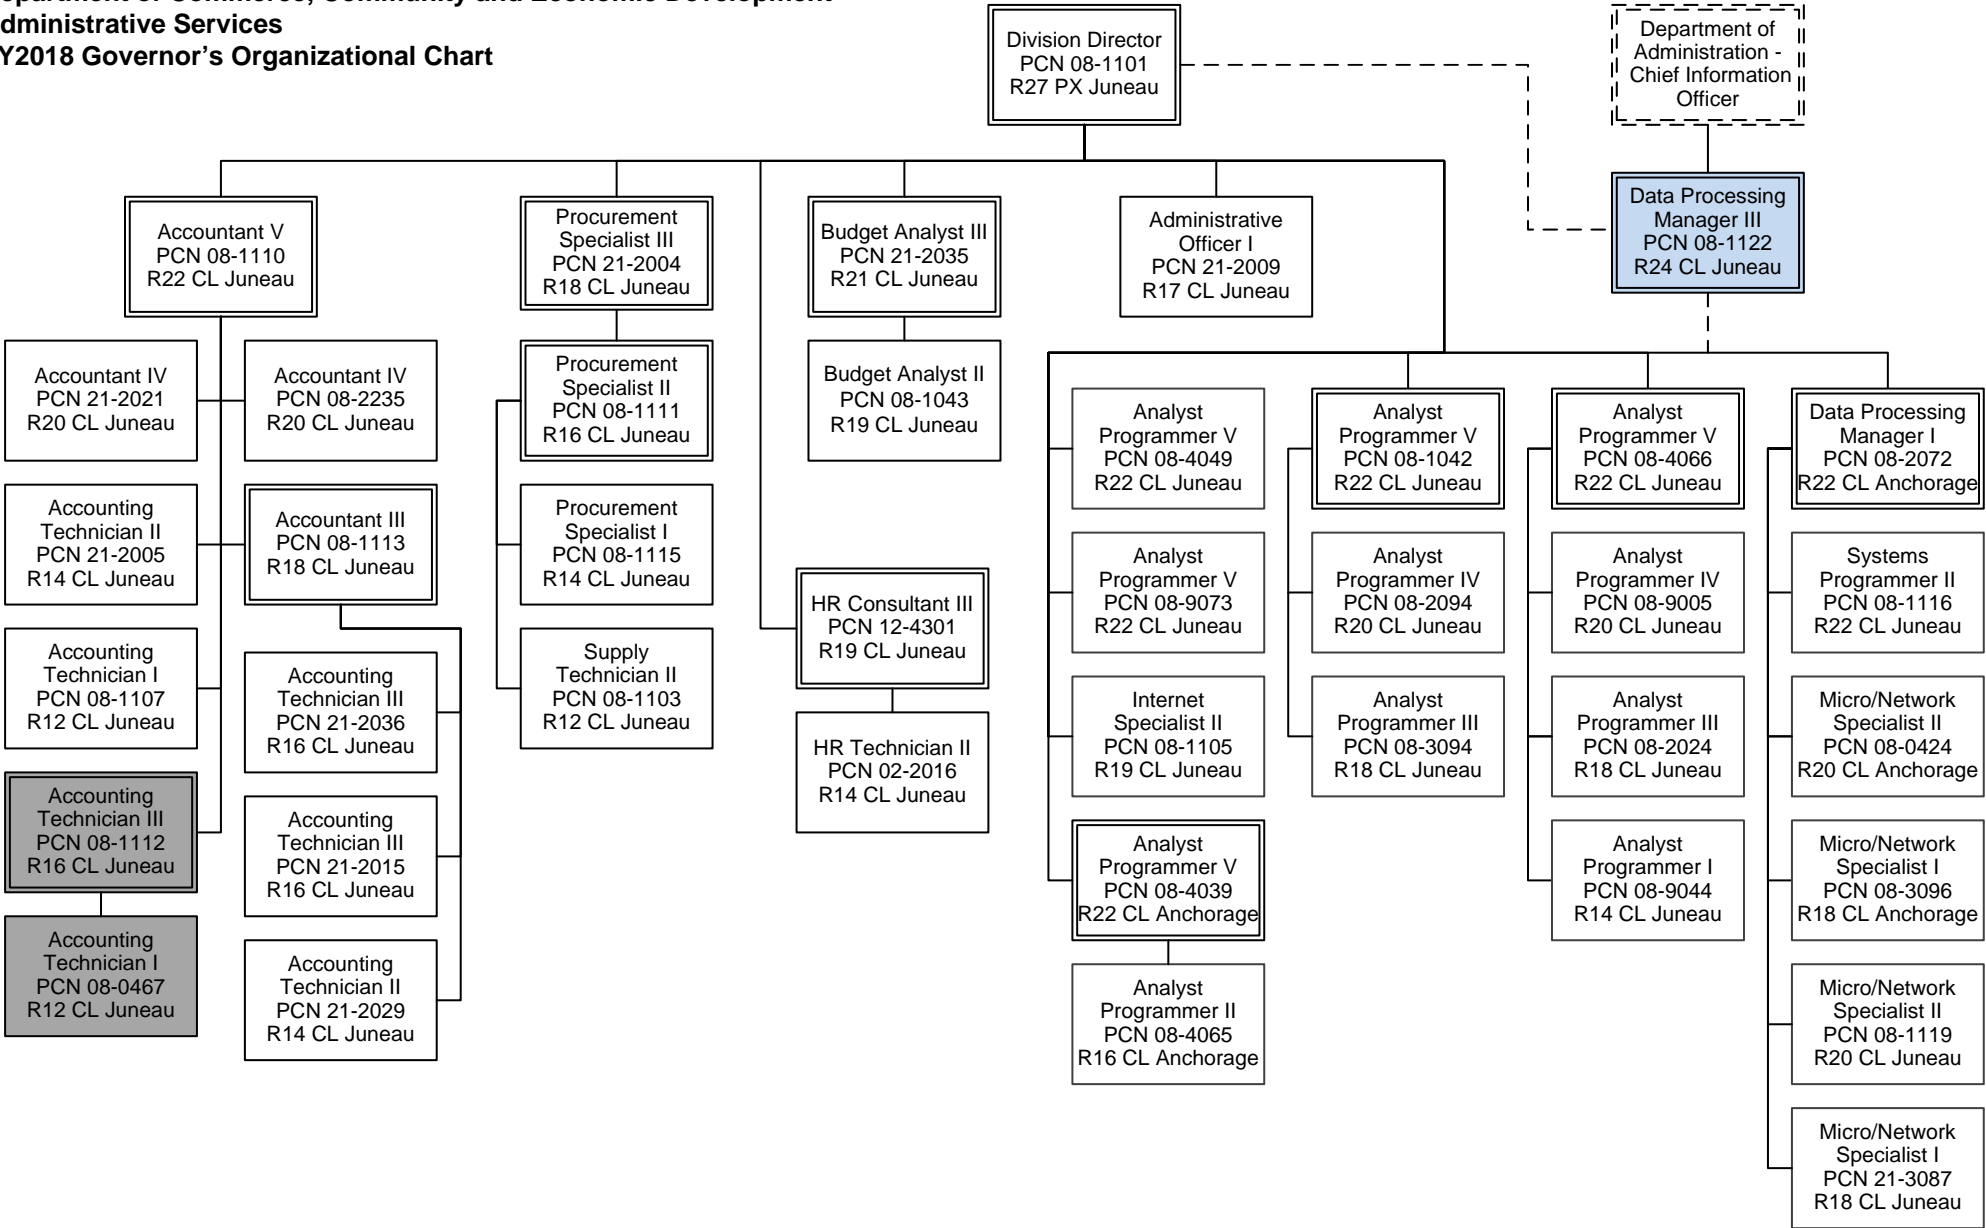 epartment of Commerce, Community and Economic Development
dministrative Services
Y2018 Governor's Organizational Chart
Division Director
PCN 08-1101
R27 PX Juneau
Department of
Administration -
Chief Information
Officer
Data Processing
Manager III
PCN 08-1122
R24 CL Juneau
Accountant V
PCN 08-1110
R22 CL Juneau
Procurement
Specialist III
PCN 21-2004
R18 CL Juneau
Budget Analyst III
PCN 21-2035
R21 CL Juneau
Administrative
Officer I
PCN 21-2009
R17 CL Juneau
Accountant IV
PCN 21-2021
R20 CL Juneau
Accountant IV
PCN 08-2235
R20 CL Juneau
Accounting
Technician II
PCN 21-2005
R14 CL Juneau
Accountant III
PCN 08-1113
R18 CL Juneau
Accounting
Technician I
PCN 08-1107
R12 CL Juneau
Accounting
Technician III
PCN 21-2036
R16 CL Juneau
Accounting
Technician III
PCN 08-1112
R16 CL Juneau
Accounting
Technician III
PCN 21-2015
R16 CL Juneau
Accounting
Technician I
PCN 08-0467
R12 CL Juneau
Accounting
Technician II
PCN 21-2029
R14 CL Juneau
Procurement
Specialist II
PCN 08-1111
R16 CL Juneau
Procurement
Specialist I
PCN 08-1115
R14 CL Juneau
Supply
Technician II
PCN 08-1103
R12 CL Juneau
Budget Analyst II
PCN 08-1043
R19 CL Juneau
HR Consultant III
PCN 12-4301
R19 CL Juneau
HR Technician II
PCN 02-2016
R14 CL Juneau
Analyst
Programmer V
PCN 08-4049
R22 CL Juneau
Analyst
Programmer V
PCN 08-9073
R22 CL Juneau
Internet
Specialist II
PCN 08-1105
R19 CL Juneau
Analyst
Programmer V
PCN 08-4039
R22 CL Anchorage
Analyst
Programmer II
PCN 08-4065
R16 CL Anchorage
Analyst
Programmer V
PCN 08-1042
R22 CL Juneau
Analyst
Programmer IV
PCN 08-2094
R20 CL Juneau
Analyst
Programmer III
PCN 08-3094
R18 CL Juneau
Analyst
Programmer V
PCN 08-4066
R22 CL Juneau
Analyst
Programmer IV
PCN 08-9005
R20 CL Juneau
Analyst
Programmer III
PCN 08-2024
R18 CL Juneau
Analyst
Programmer I
PCN 08-9044
R14 CL Juneau
Data Processing
Manager I
PCN 08-2072
R22 CL Anchorage
Systems
Programmer II
PCN 08-1116
R22 CL Juneau
Micro/Network
Specialist II
PCN 08-0424
R20 CL Anchorage
Micro/Network
Specialist I
PCN 08-3096
R18 CL Anchorage
Micro/Network
Specialist II
PCN 08-1119
R20 CL Juneau
Micro/Network
Specialist I
PCN 21-3087
R18 CL Juneau